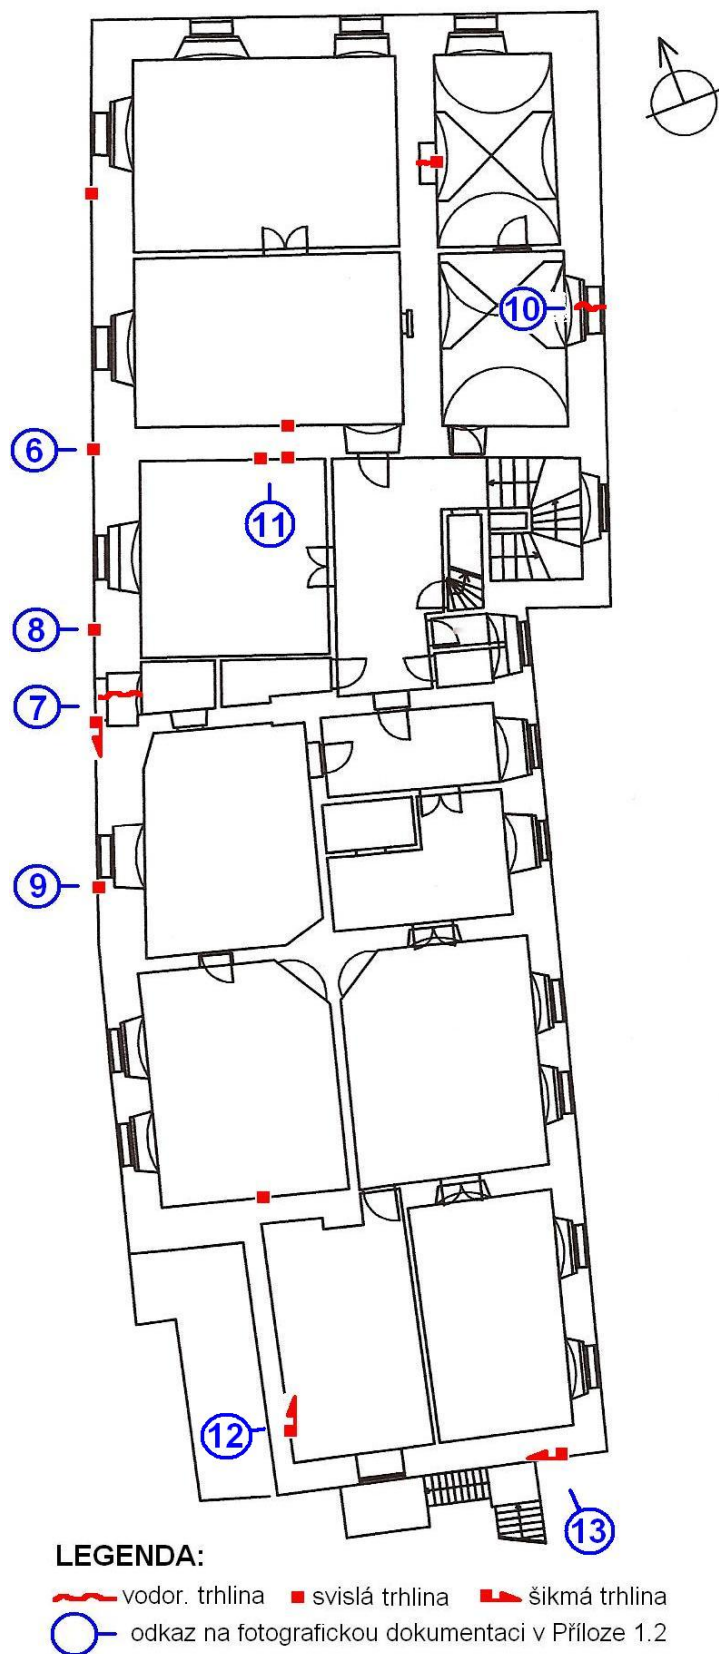 10
6
11
8
7
9
12
13
LEGENDA:
vodor. trhlina svislá trhlina šikmá trhlina
odkaz na fotografickou dokumentaci v Příloze 1.2